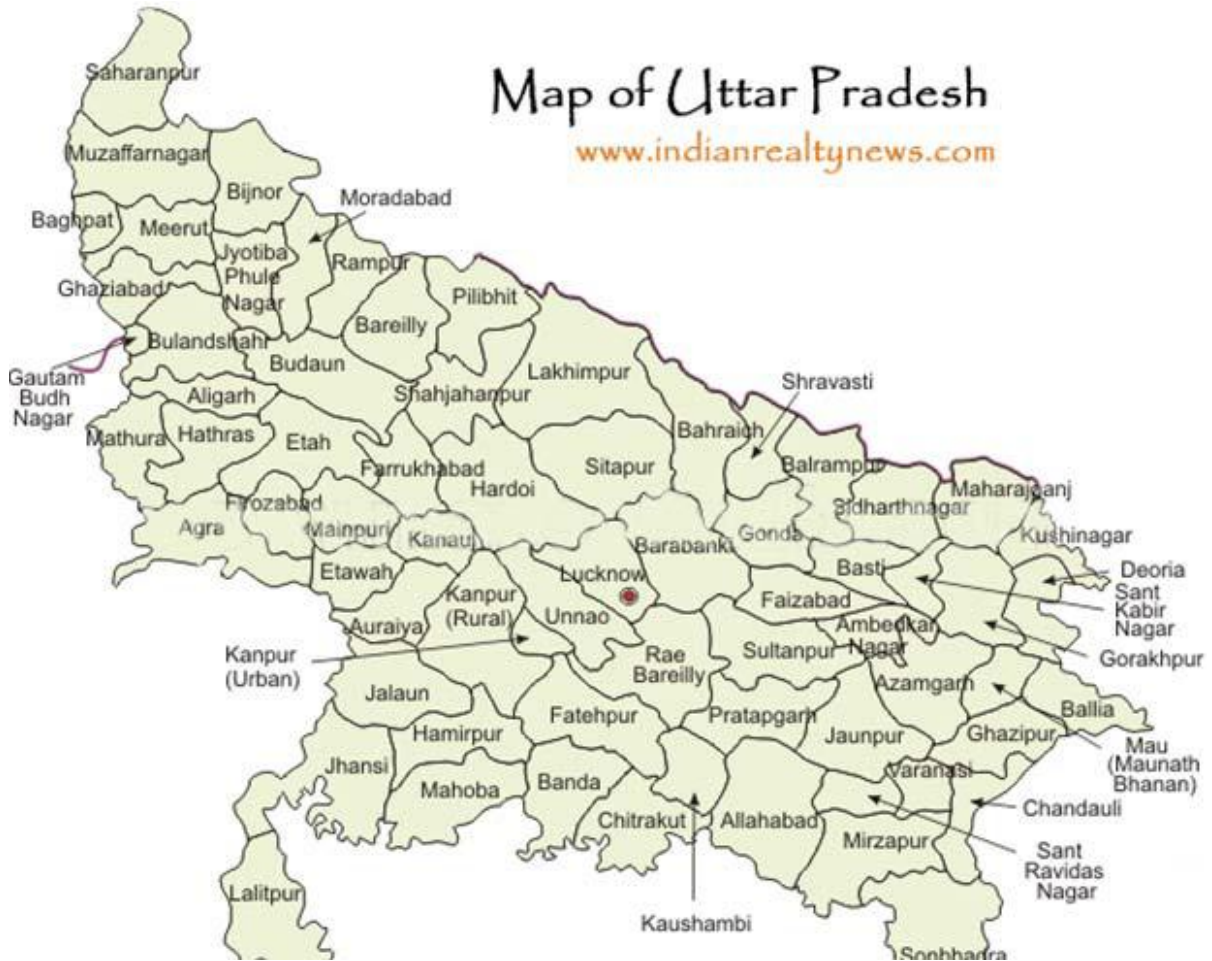 Map of Uttar Pradesh
www.indianrealtynews.com
Saharanpur
Muzaffarnagar
Bijnor
Moradabad
Baghpat
Meerut
Jyotiba
Phule
Nagar
Rampur
Ghaziabad
Pilibhit
Bareilly
Bulandshahr
Budaun
Gautam
Budh
Nagar
Lakhimpur
Shravasti
Aligarh
Shahjahanpur
Mathura
Hathras
Etah
Bahraich
Farrukhabad
Sitapur
Balrampur
Hardoi
Maharajganj
Firozabad
Sidharthnagar
Agra
Mainpuri
Kanau
Barabanki
Gonda
Kushinagar
Etawah
Lucknow
Basti
Deoria
Kanpur
(Rural)
Faizabad
Sant
Kabir
Nagar
Auraiya
Unnao
Ambedkar
Nagar
Kanpur
(Urban)
Rae
Bareilly
Sultanpur
Gorakhpur
Jalaun
Azamgarh
Fatehpur
Pratapgarh
Ballia
Hamirpur
Jaunpur
Ghazipur
Mau
(Maunath
Bhanan)
Jhansi
Mahoba
Banda
Varanasi
Chandauli
Chitrakut
Allahabad
Mirzapur
Sant
Ravidas
Nagar
Lalitpur
Kaushambi
Sonbhadra